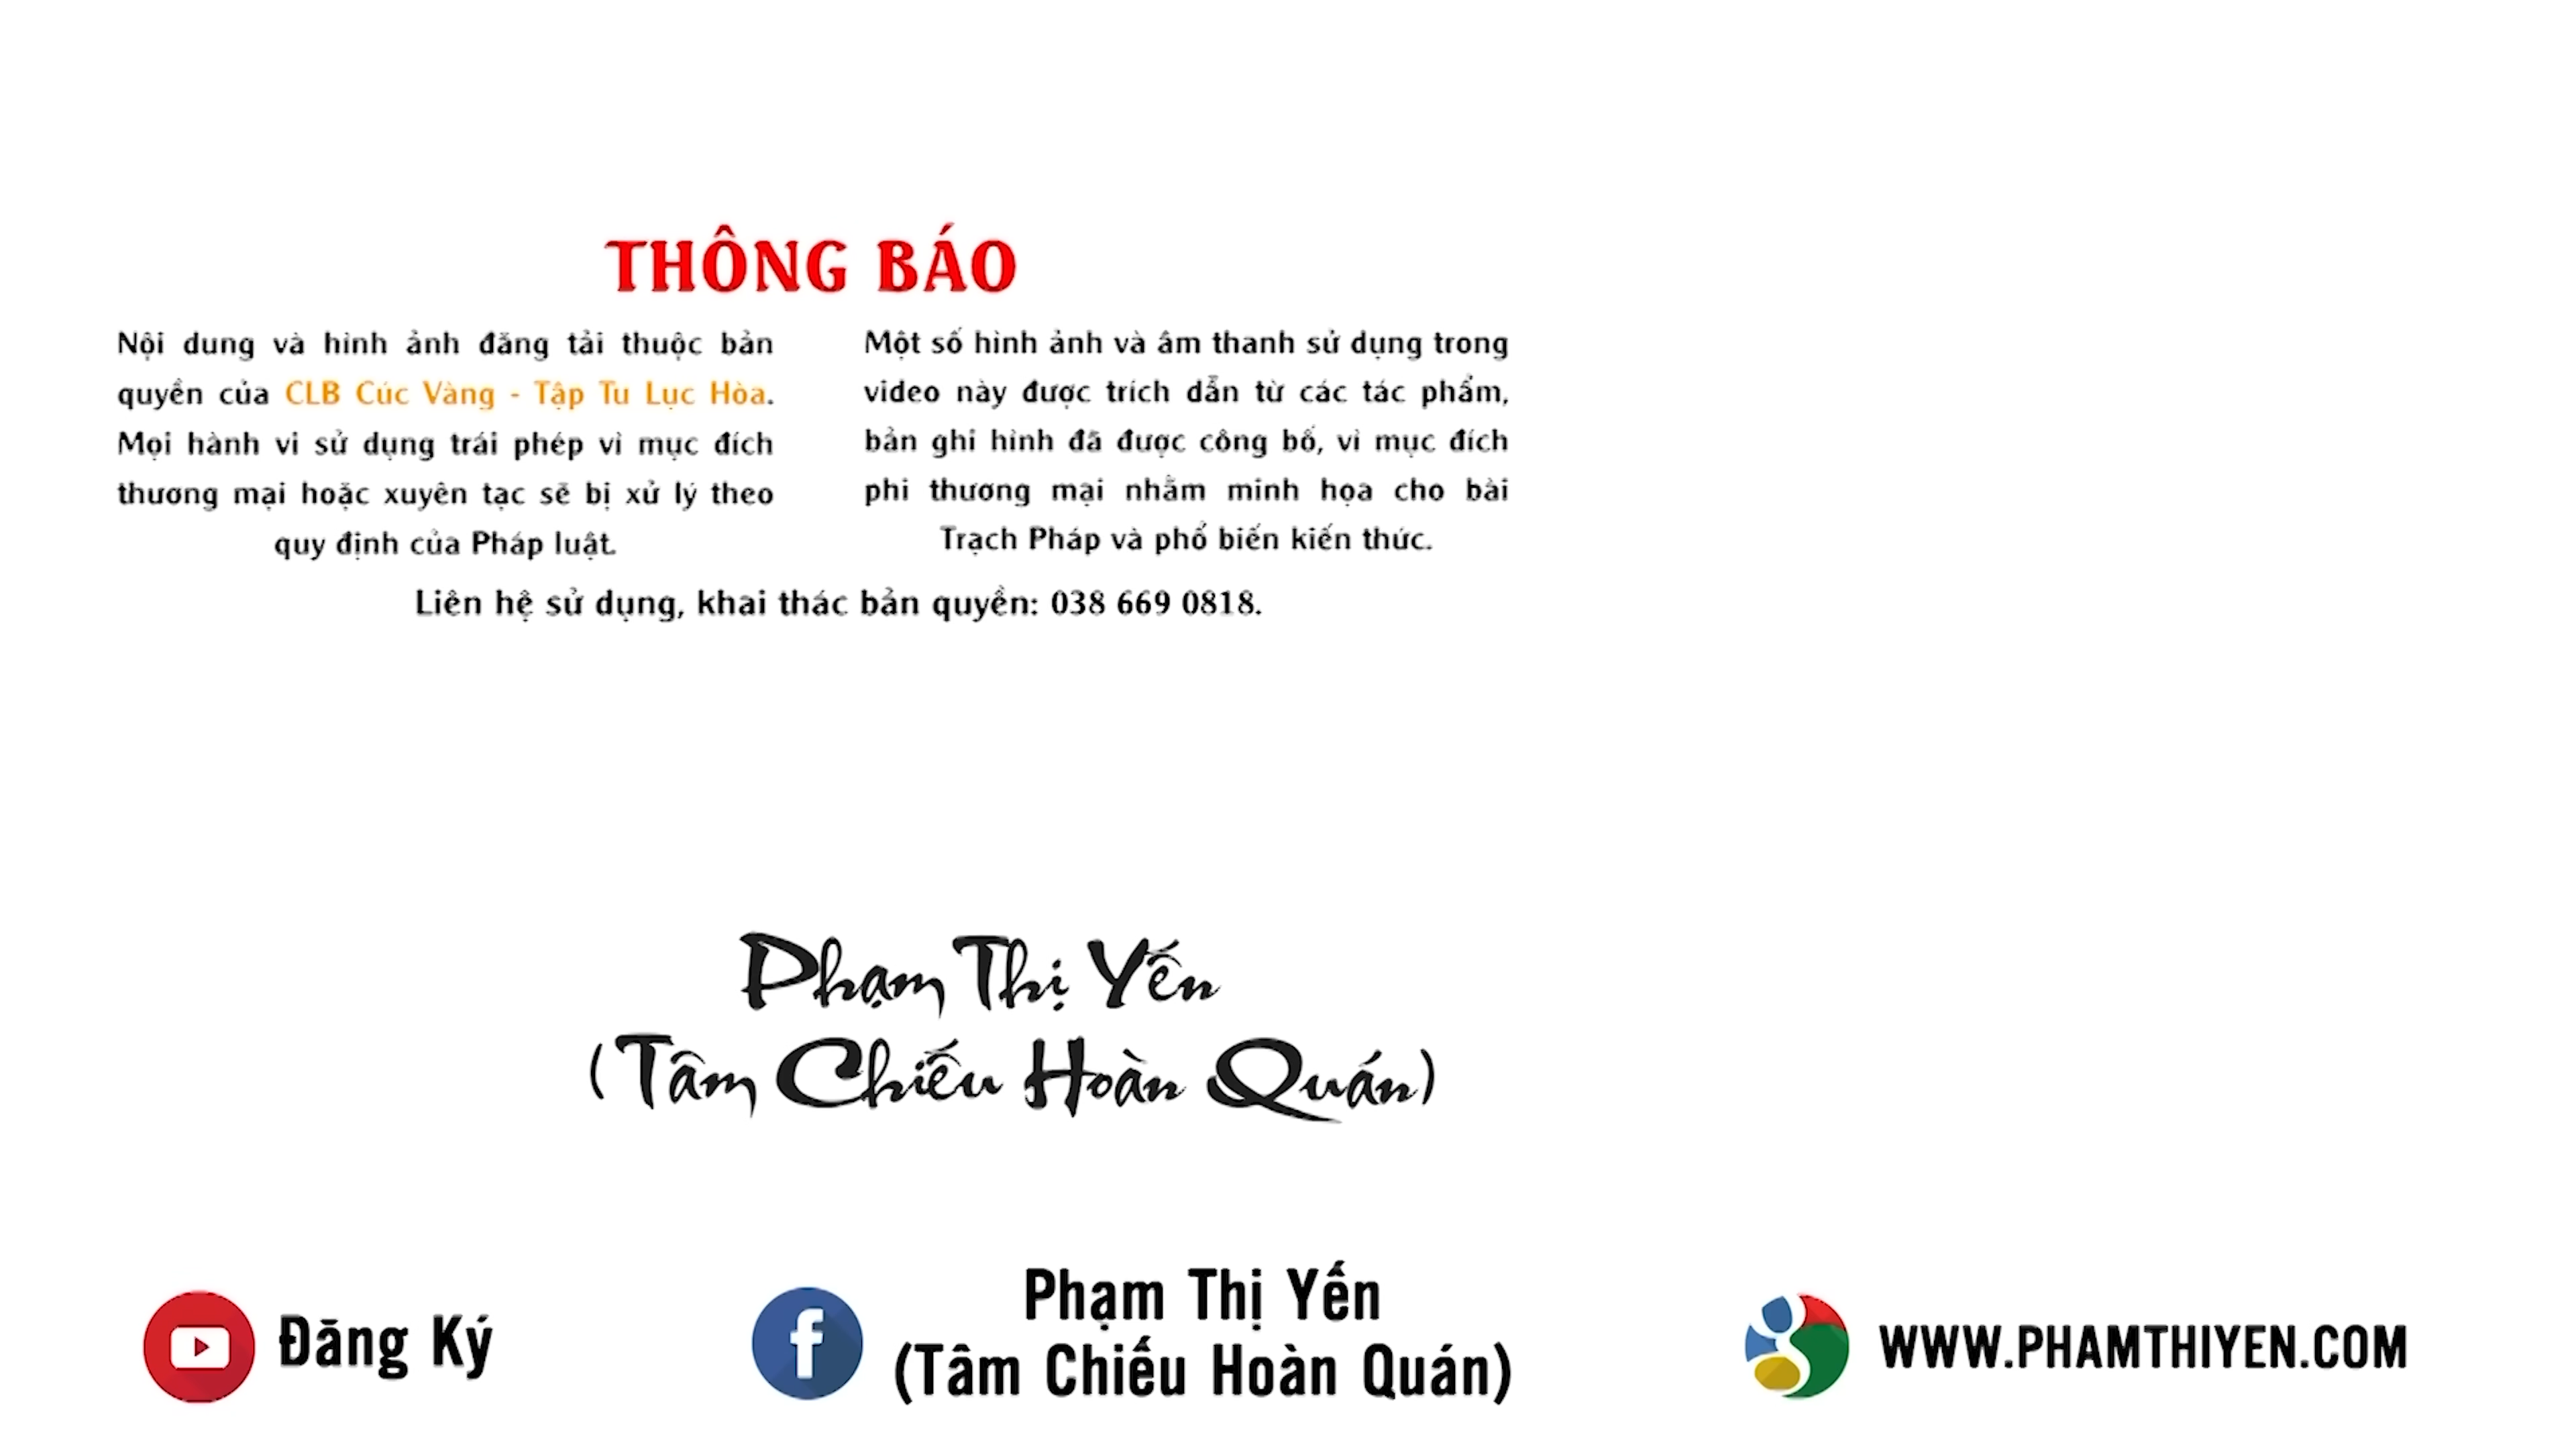 THÔNG BÁO
Nội dung và hình ảnh đăng tải thuộc bản
quyền của CLB Cúc Vàng - Tập Tu Lục Hòa.
Mọi hành vi sử dụng trái phép vì mục đích
thương mại hoặc xuyên tạc sẽ bị xử lý theo
quy định của Pháp luật.
Một số hình ảnh và âm thanh sử dụng trong
video này được trích dẫn từ các tác phẩm,
bản ghi hình đã được công bố, vì mục đích
phi thương mại nhằm minh họa cho bài
Trạch Pháp và phổ biến kiến thức.
Liên hệ sử dụng, khai thác bản quyền: 038 669 0818.
Phạm Thị Yến
(Tâm Chiếu Hoàn Quán)
Đăng Ký
Phạm Thị Yến
(Tâm Chiếu Hoàn Quán)
WWW.PHAMTHIYEN.COM